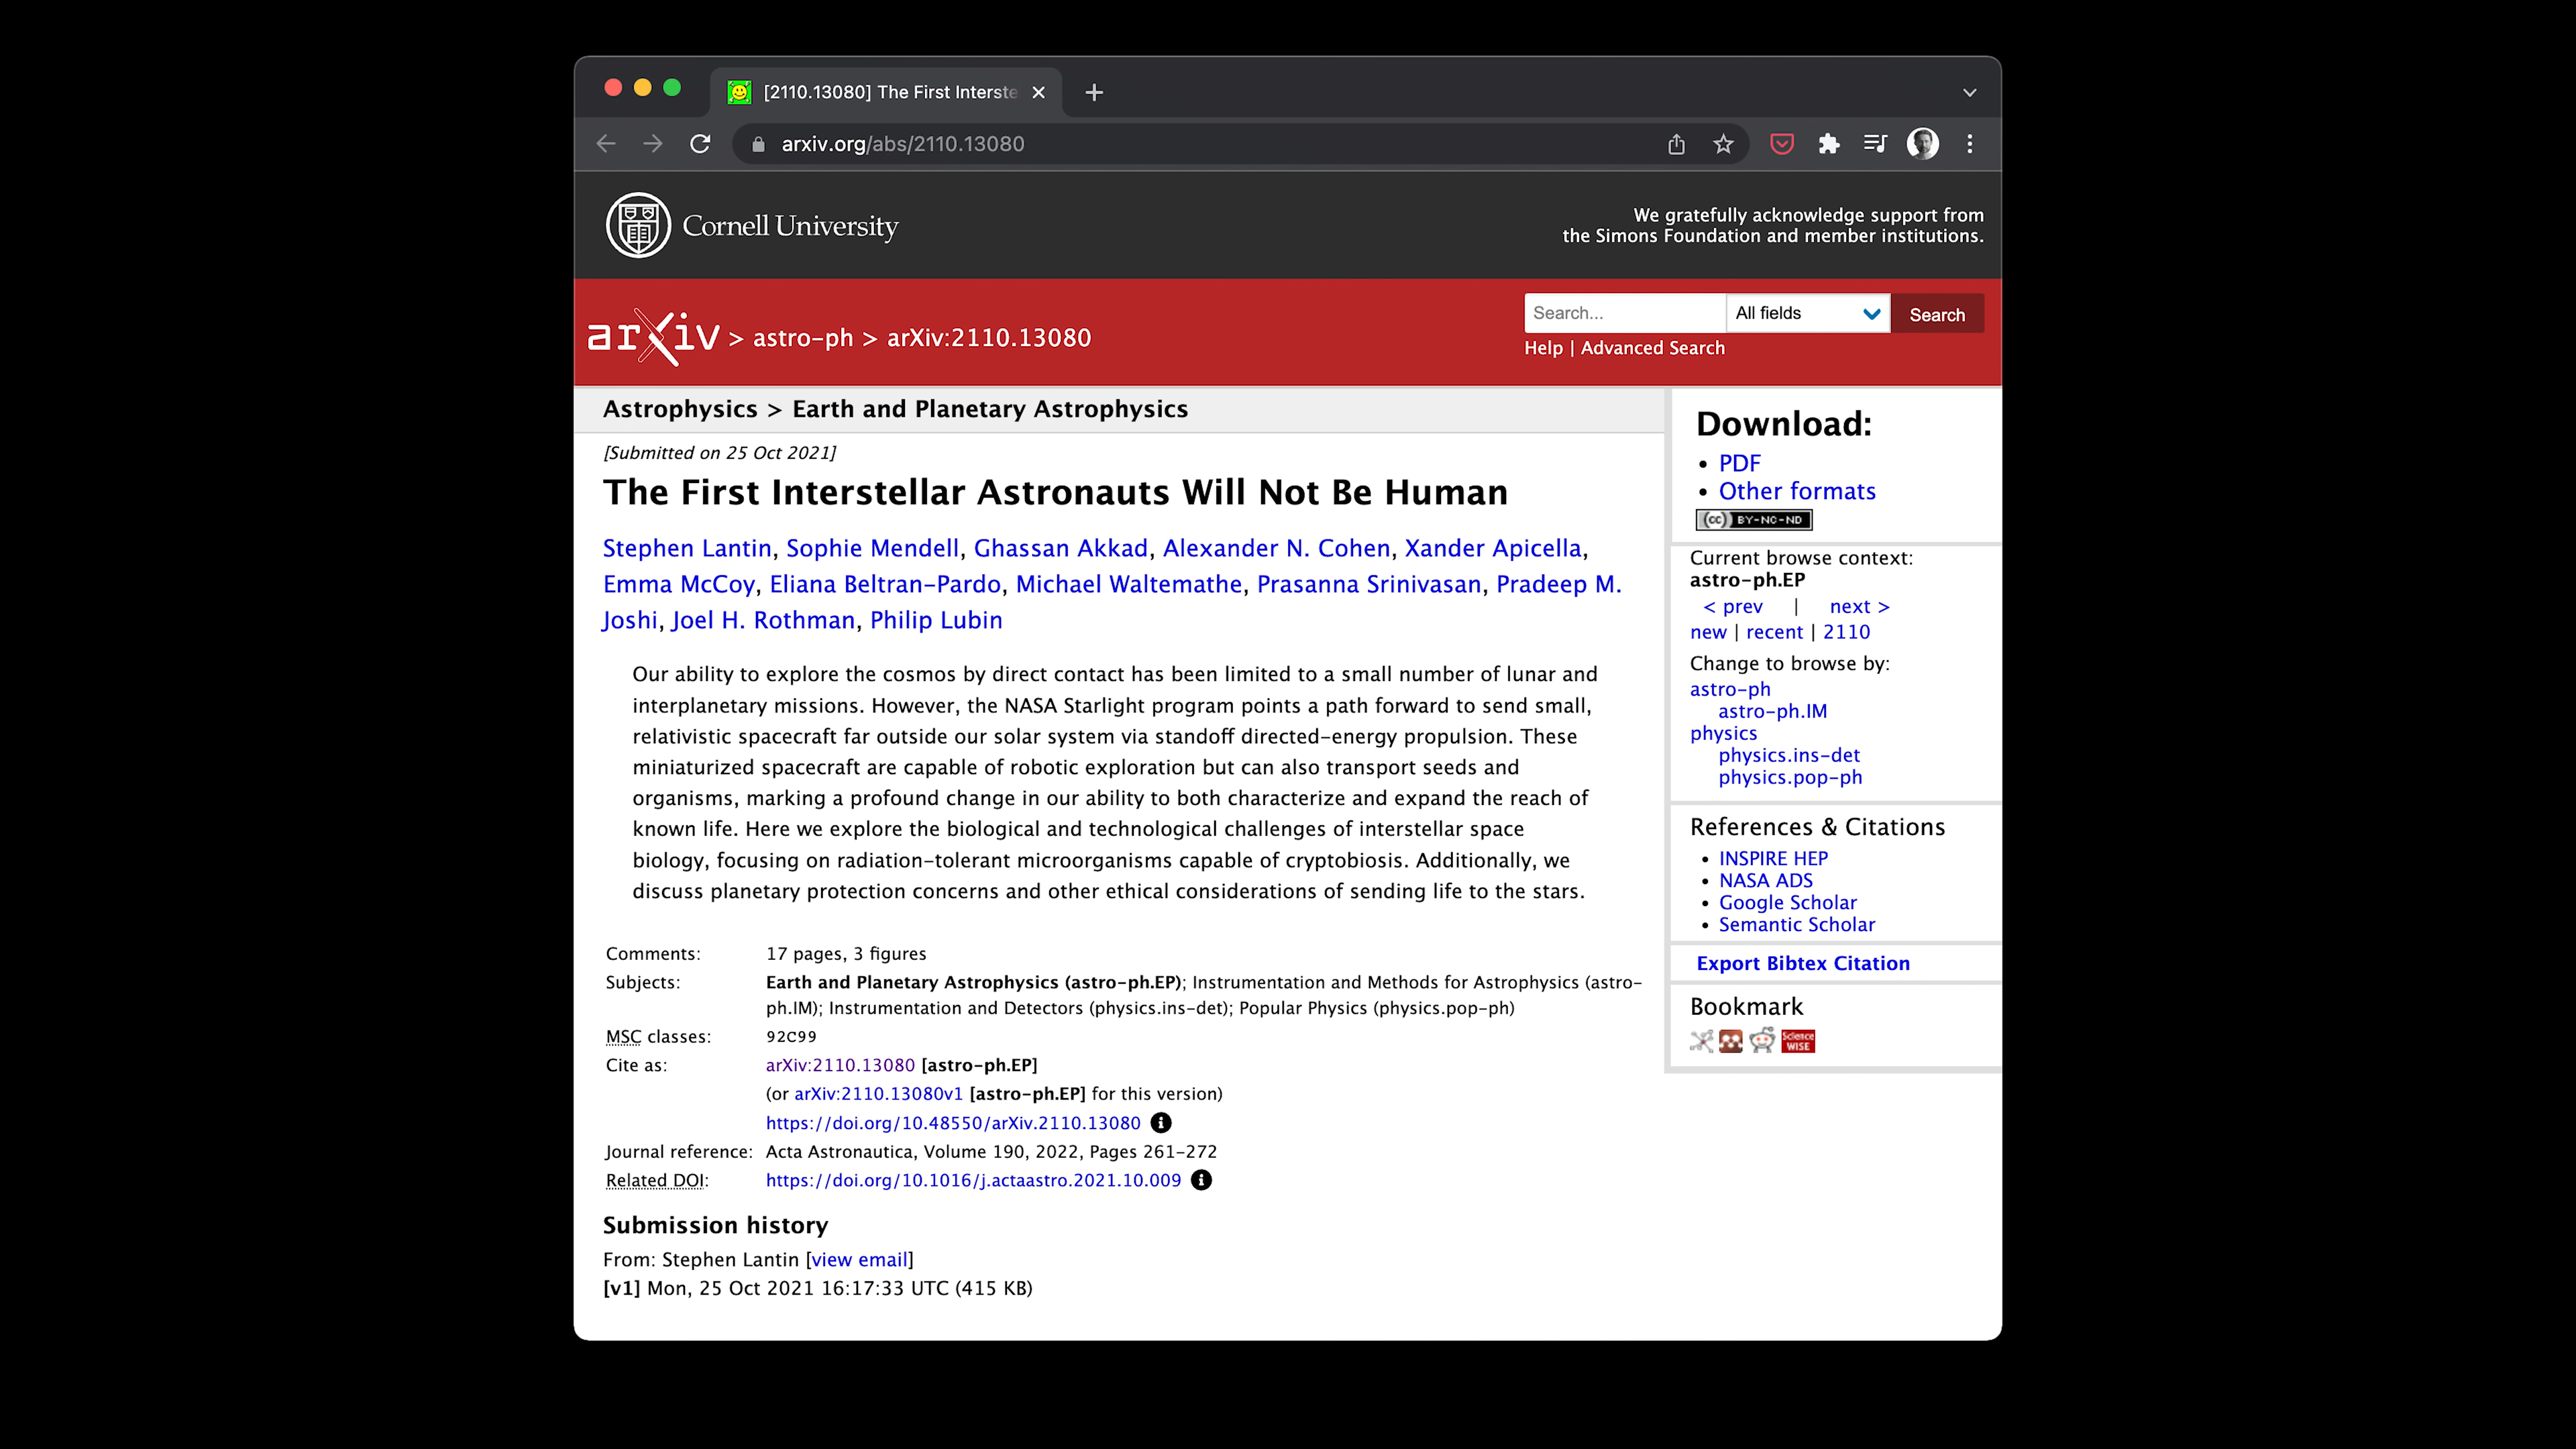 [2110.13080] The First Interste
arxiv.org/abs/2110.13080
Cornell University
We gratefully acknowledge support from
the Simons Foundation and member institutions.
arXiv > astro-ph > arXiv:2110.13080
Search...
All fields
Search
Help | Advanced Search
Astrophysics > Earth and Planetary Astrophysics
[Submitted on 25 Oct 2021]
The First Interstellar Astronauts Will Not Be Human
Stephen Lantin, Sophie Mendell, Ghassan Akkad, Alexander N. Cohen, Xander Apicella,
Emma McCoy, Eliana Beltran-Pardo, Michael Waltemathe, Prasanna Srinivasan, Pradeep M.
Joshi, Joel H. Rothman, Philip Lubin
Our ability to explore the cosmos by direct contact has been limited to a small number of lunar and
interplanetary missions. However, the NASA Starlight program points a path forward to send small,
relativistic spacecraft far outside our solar system via standoff directed-energy propulsion. These
miniaturized spacecraft are capable of robotic exploration but can also transport seeds and
organisms, marking a profound change in our ability to both characterize and expand the reach of
known life. Here we explore the biological and technological challenges of interstellar space
biology, focusing on radiation-tolerant microorganisms capable of cryptobiosis. Additionally, we
discuss planetary protection concerns and other ethical considerations of sending life to the stars.
Comments: 17 pages, 3 figures
Subjects: Earth and Planetary Astrophysics (astro-ph.EP); Instrumentation and Methods for Astrophysics (astro-
ph.IM); Instrumentation and Detectors (physics.ins-det); Popular Physics (physics.pop-ph)
MSC classes: 92C99
Cite as: arXiv:2110.13080 [astro-ph.EP]
(or arXiv:2110.13080v1 [astro-ph.EP] for this version)
https://doi.org/10.48550/arXiv.2110.13080
Journal reference: Acta Astronautica, Volume 190, 2022, Pages 261-272
Related DOI: https://doi.org/10.1016/j.actaastro.2021.10.009
Submission history
From: Stephen Lantin [view email]
[v1] Mon, 25 Oct 2021 16:17:33 UTC (415 KB)
Download:
• PDF
• Other formats
(cc) BY-NC-ND
Current browse context:
astro-ph.EP
< prev | next >
new | recent | 2110
Change to browse by:
astro-ph
astro-ph.IM
physics
physics.ins-det
physics.pop-ph
References & Citations
• INSPIRE HEP
• NASA ADS
• Google Scholar
• Semantic Scholar
Export Bibtex Citation
Bookmark
Science
WISE